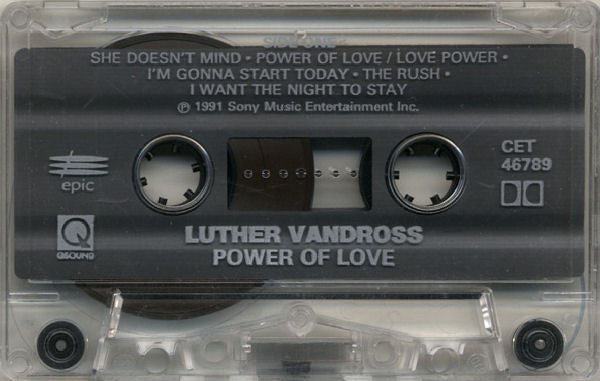 SIDE ONE
SHE DOESN'T MIND • POWER OF LOVE / LOVE POWER •
I'M GONNA START TODAY • THE RUSH •
I WANT THE NIGHT TO STAY
℗ 1991 Sony Music Entertainment Inc.
CET
46789
epic
Q
QSOUND
LUTHER VANDROSS
POWER OF LOVE